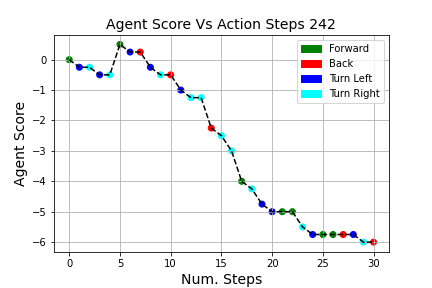 Agent Score Vs Action Steps 242
Forward
Back
Turn Left
Turn Right
Agent Score
0
−1
−2
−3
−4
−5
−6
0 5 10 15 20 25 30
Num. Steps